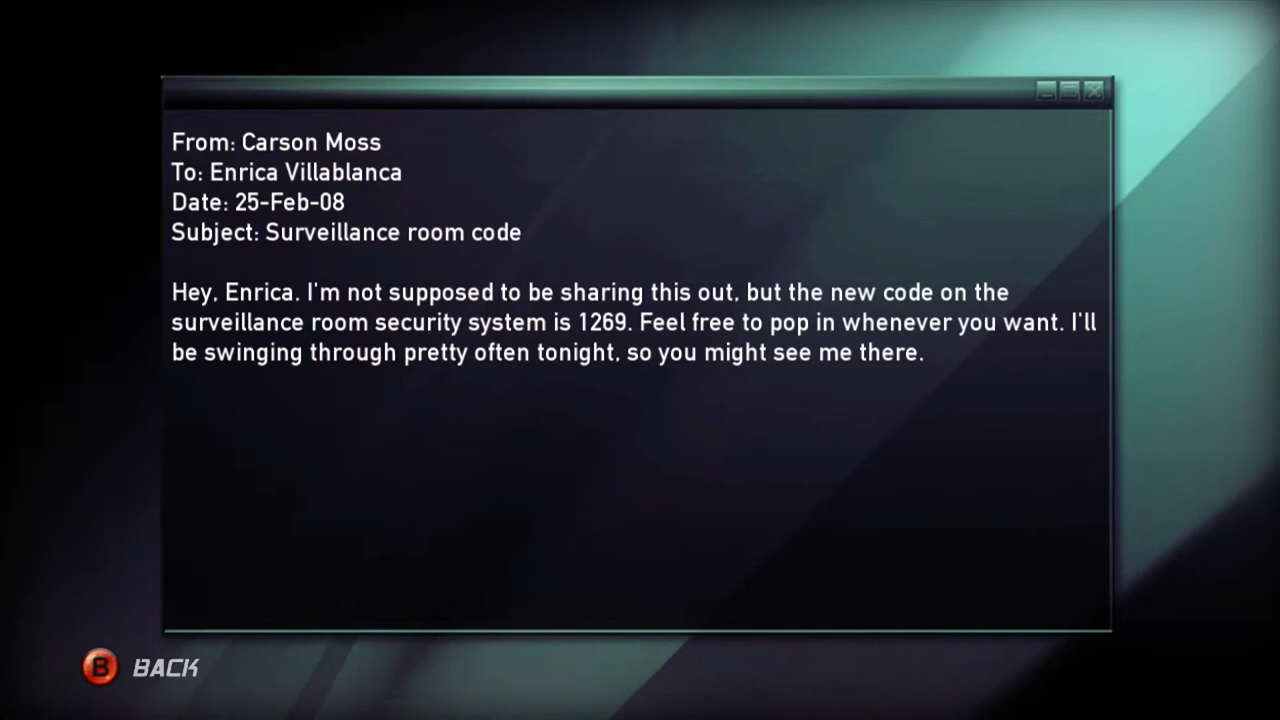 From: Carson Moss
To: Enrica Villablanca
Date: 25-Feb-08
Subject: Surveillance room code
Hey, Enrica. I'm not supposed to be sharing this out, but the new code on the
surveillance room security system is 1269. Feel free to pop in whenever you want. I'll
be swinging through pretty often tonight, so you might see me there.
B BACK